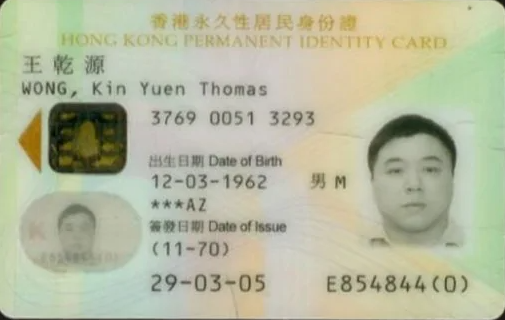 香港永久性居民身份證
HONG KONG PERMANENT IDENTITY CARD
王乾源
WONG, Kin Yuen Thomas
3769 0051 3293
出生日期 Date of Birth
12-03-1962 男 M
***AZ
簽發日期 Date of Issue
(11-70)
29-03-05 E854844(0)